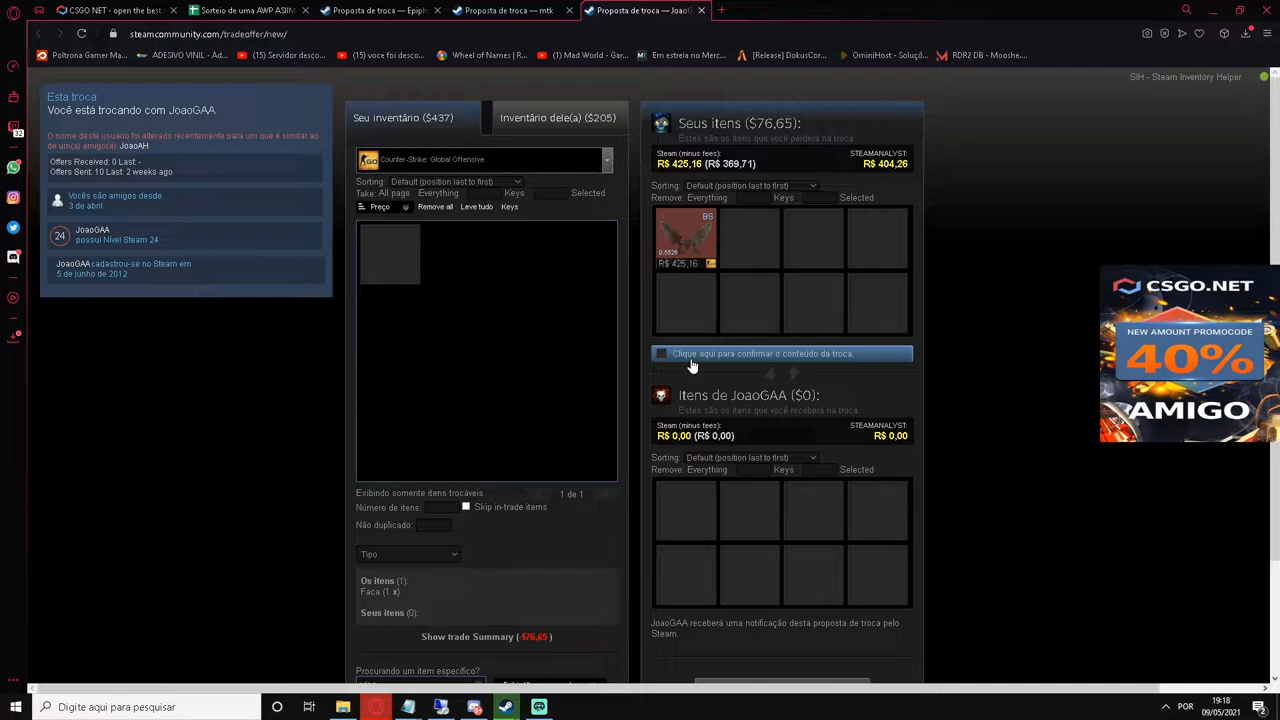 CSGO NET - open the best
Sorteio de uma AWP ASIIM
Proposta de troca — Epiph
Proposta de troca — mtk
Proposta de troca — JoaoG
steamcommunity.com/tradeoffer/new/
Poltrona Gamer Ma...
ADESIVO VINIL - Ad...
(15) Servidor desco...
(15) voce foi desco...
Wheel of Names | R...
(1) Mad World - Gar...
Em estreia no Merc...
[Release] DokusCor...
OminiHost - Soluçõ...
RDR2 DB - Mooshe...
SIH - Steam Inventory Helper
32
Esta troca:
Você está trocando com JoaoGAA
O nome deste usuário foi alterado recentemente para um que é similar ao
de um(a) amigo(a): JoaoAH
Offers Received: 0 Last: -
Offers Sent: 10 Last: 2 weeks ago
Vocês são amigos desde
3 de abril
24
JoaoGAA
possui Nível Steam 24
JoaoGAA cadastrou-se no Steam em
5 de junho de 2012
Seu inventário ($437)
Inventário dele(a) ($205)
GO
Counter-Strike: Global Offensive
Sorting: Default (position last to first)
Take: All page Everything Keys Selected
Preço Remove all Leve tudo Keys
Exibindo somente itens trocáveis
1 de 1
Número de itens: Skip in-trade items
Não duplicado:
Tipo
Os itens (1):
Faca (1 x)
Seus itens (0):
Show trade Summary (-$76,65 )
Procurando um item específico?
Seus itens ($76,65):
Estes são os itens que você perderá na troca.
Steam (minus fees):
STEAMANALYST:
R$ 425,16 (R$ 369,71)
R$ 404,26
Sorting: Default (position last to first)
Remove: Everything Keys Selected
BS
0.5526
R$ 425,16
Clique aqui para confirmar o conteúdo da troca.
Itens de JoaoGAA ($0):
Estes são os itens que você receberá na troca.
Steam (minus fees):
STEAMANALYST:
R$ 0,00 (R$ 0,00)
R$ 0,00
Sorting: Default (position last to first)
Remove: Everything Keys Selected
JoaoGAA receberá uma notificação desta proposta de troca pelo
Steam.
CSGO.NET
NEW AMOUNT PROMOCODE
40%
AMIGO
Digite aqui para pesquisar
POR
19:18
09/05/2021
2